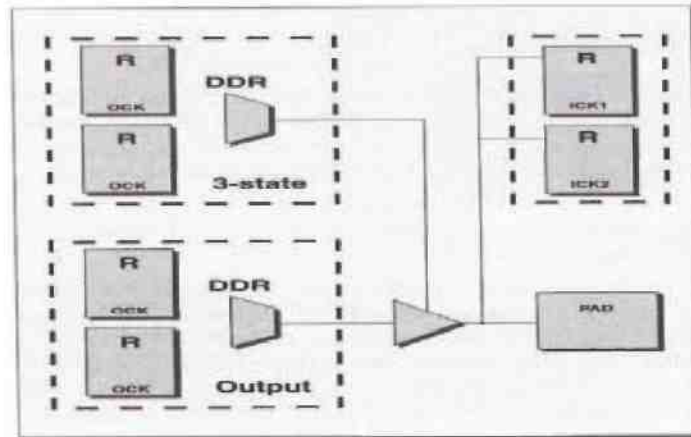 R
OCK
DDR
R
OCK
3-state
R
ICK1
R
ICK2
R
OCK
DDR
R
OCK
Output
PAD